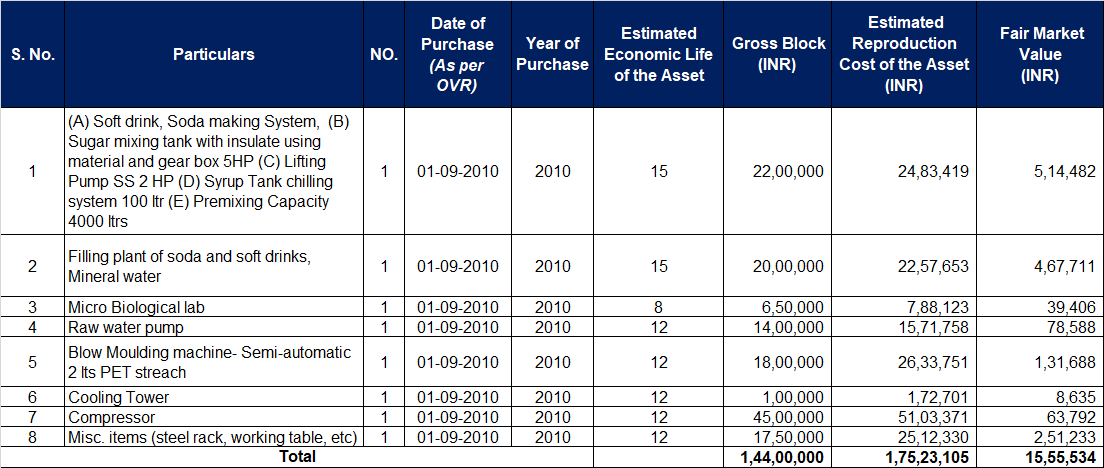 S. No. Particulars NO. Date of Purchase (As per OVR) Year of Purchase Estimated Economic Life of the Asset Gross Block (INR) Estimated Reproduction Cost of the Asset (INR) Fair Market Value (INR)
1 (A) Soft drink, Soda making System, (B) Sugar mixing tank with insulate using material and gear box 5HP (C) Lifting Pump SS 2 HP (D) Syrup Tank chilling system 100 ltr (E) Premixing Capacity 4000 ltrs 1 01-09-2010 2010 15 22,00,000 24,83,419 5,14,482
2 Filling plant of soda and soft drinks, Mineral water 1 01-09-2010 2010 15 20,00,000 22,57,653 4,67,711
3 Micro Biological lab 1 01-09-2010 2010 8 6,50,000 7,88,123 39,406
4 Raw water pump 1 01-09-2010 2010 12 14,00,000 15,71,758 78,588
5 Blow Moulding machine- Semi-automatic 2 lts PET streach 1 01-09-2010 2010 12 18,00,000 26,33,751 1,31,688
6 Cooling Tower 1 01-09-2010 2010 12 1,00,000 1,72,701 8,635
7 Compressor 1 01-09-2010 2010 12 45,00,000 51,03,371 63,792
8 Misc. items (steel rack, working table, etc) 1 01-09-2010 2010 12 17,50,000 25,12,330 2,51,233
Total 1,44,00,000 1,75,23,105 15,55,534